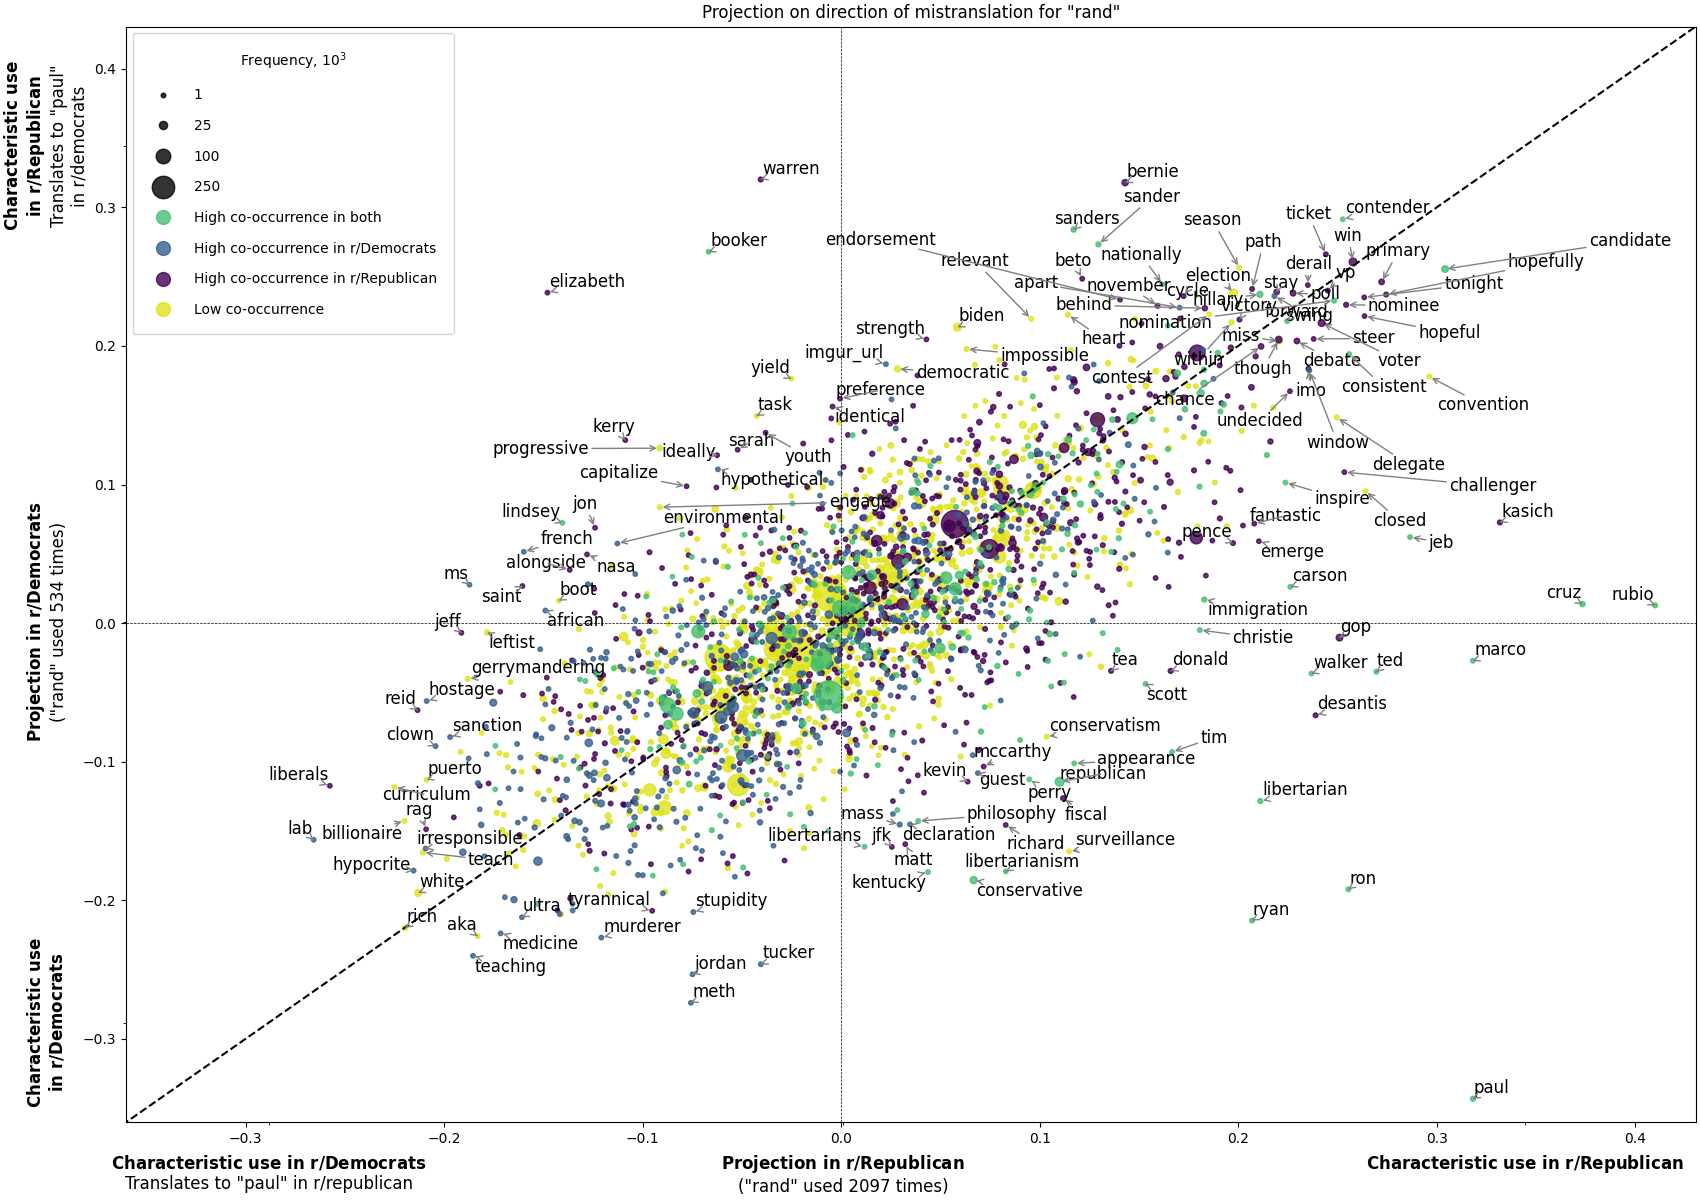 Projection on direction of mistranslation for "rand"
Frequency, 10³
1
25
100
250
High co-occurrence in both
High co-occurrence in r/Democrats
High co-occurrence in r/Republican
Low co-occurrence
Characteristic use
in r/Republican
Translates to "paul"
in r/democrats
Projection in r/Democrats
("rand" used 534 times)
Characteristic use
in r/Democrats
0.4
0.3
0.2
0.1
0.0
−0.1
−0.2
−0.3
warren
bernie
sander
sanders
season
ticket
contender
booker
endorsement
relevant
nationally
path
win
primary
candidate
hopefully
beto
derail
vp
elizabeth
apart
november
cycle
election
stay
poll
tonight
behind
hillary
victory
forward
swing
nominee
biden
nomination
strength
heart
miss
steer
hopeful
imgur_url
impossible
within
though
debate
voter
yield
democratic
contest
imo
consistent
preference
chance
convention
task
identical
undecided
kerry
progressive
ideally
sarah
youth
window
capitalize
hypothetical
delegate
challenger
lindsey
jon
engage
inspire
closed
kasich
french
environmental
fantastic
pence
jeb
alongside
nasa
emerge
ms
saint
boot
carson
cruz
rubio
jeff
african
immigration
leftist
christie
gop
gerrymandering
tea
donald
walker
ted
marco
reid
hostage
scott
desantis
clown
sanction
conservatism
tim
liberals
puerto
mccarthy
appearance
curriculum
kevin
guest
republican
perry
libertarian
rag
lab
billionaire
irresponsible
mass
philosophy
fiscal
hypocrite
teach
libertarians
jfk
declaration
richard
surveillance
matt
libertarianism
white
kentucky
conservative
ron
rich
aka
ultra
tyrannical
stupidity
ryan
medicine
murderer
teaching
jordan
tucker
meth
paul
−0.3
−0.2
−0.1
0.0
0.1
0.2
0.3
0.4
Characteristic use in r/Democrats
Translates to "paul" in r/republican
Projection in r/Republican
("rand" used 2097 times)
Characteristic use in r/Republican